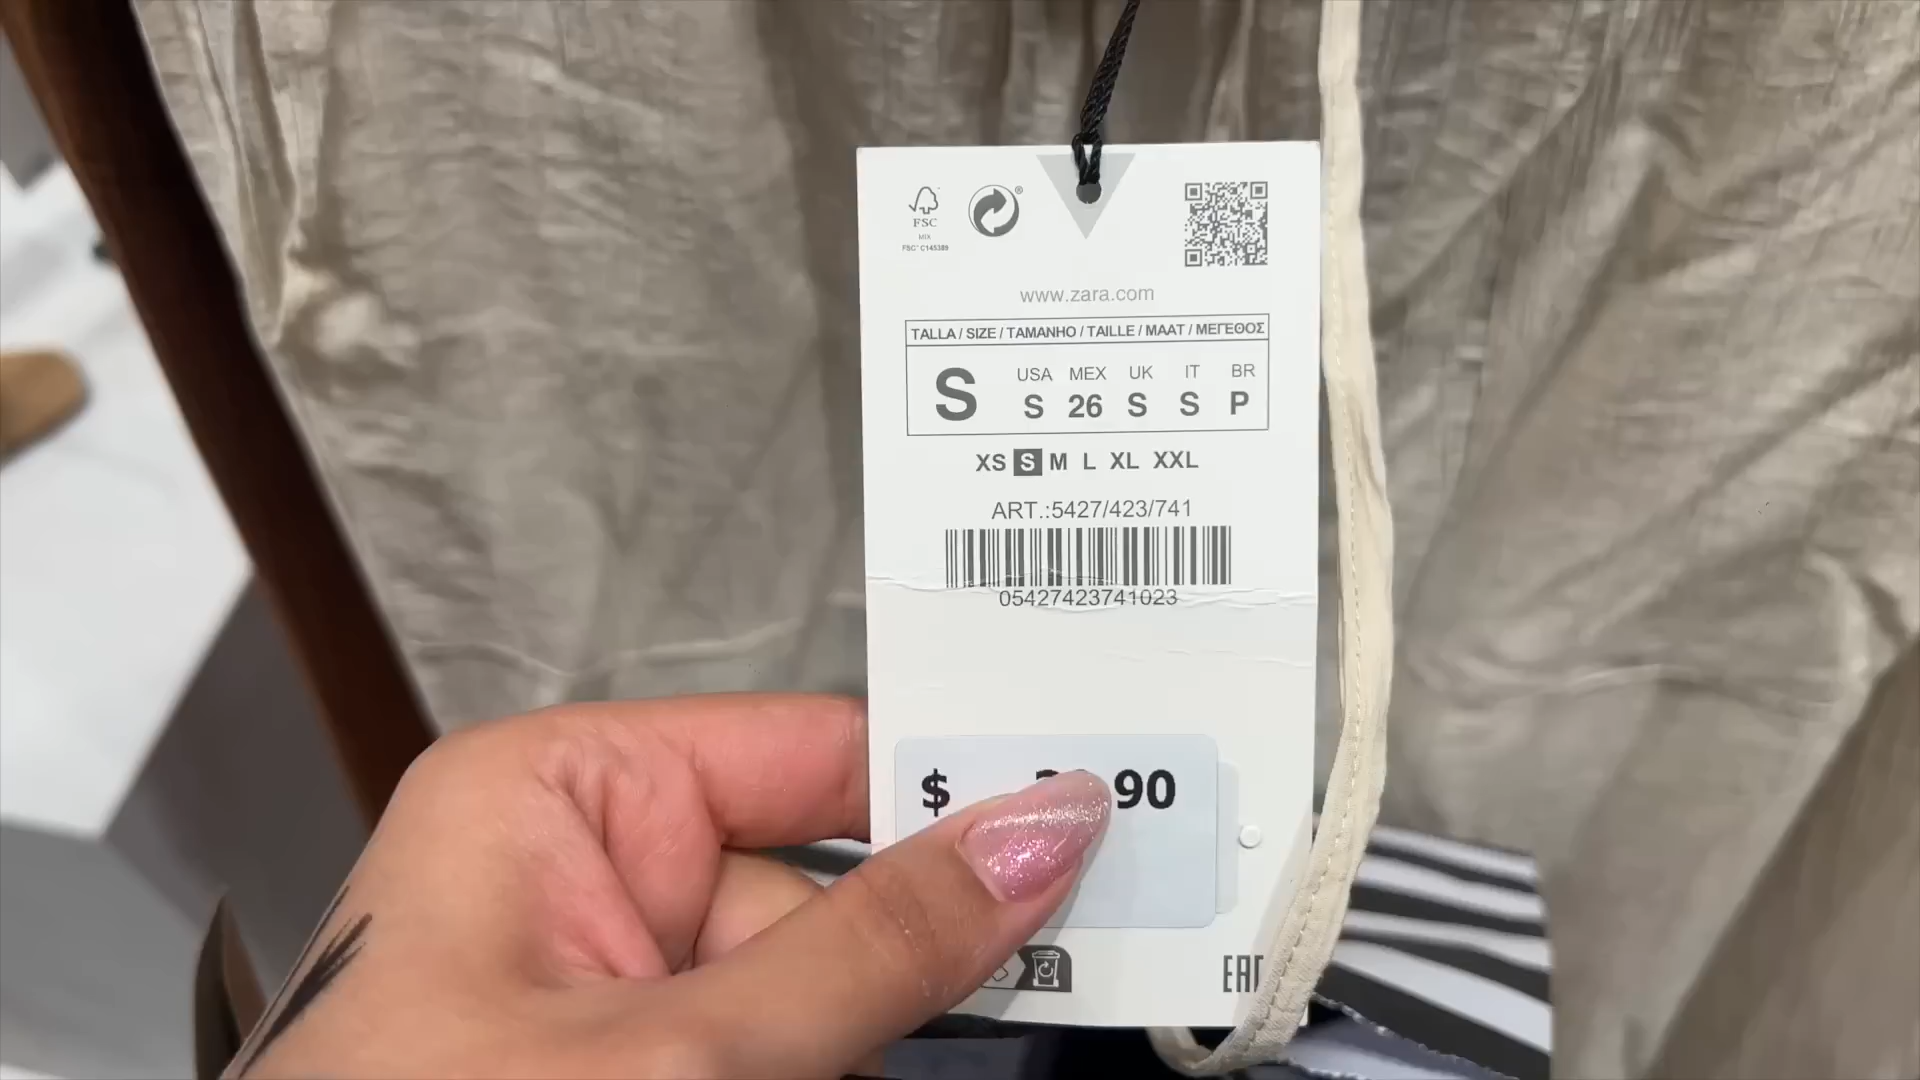 FSC
MIX
FSC® C145389
®
www.zara.com
TALLA / SIZE / TAMANHO / TAILLE / MAAT / ΜΕΓΕΘΟΣ
S
USA MEX UK IT BR
S 26 S S P
XS S M L XL XXL
ART.:5427/423/741
05427423741023
$ 90
EAC